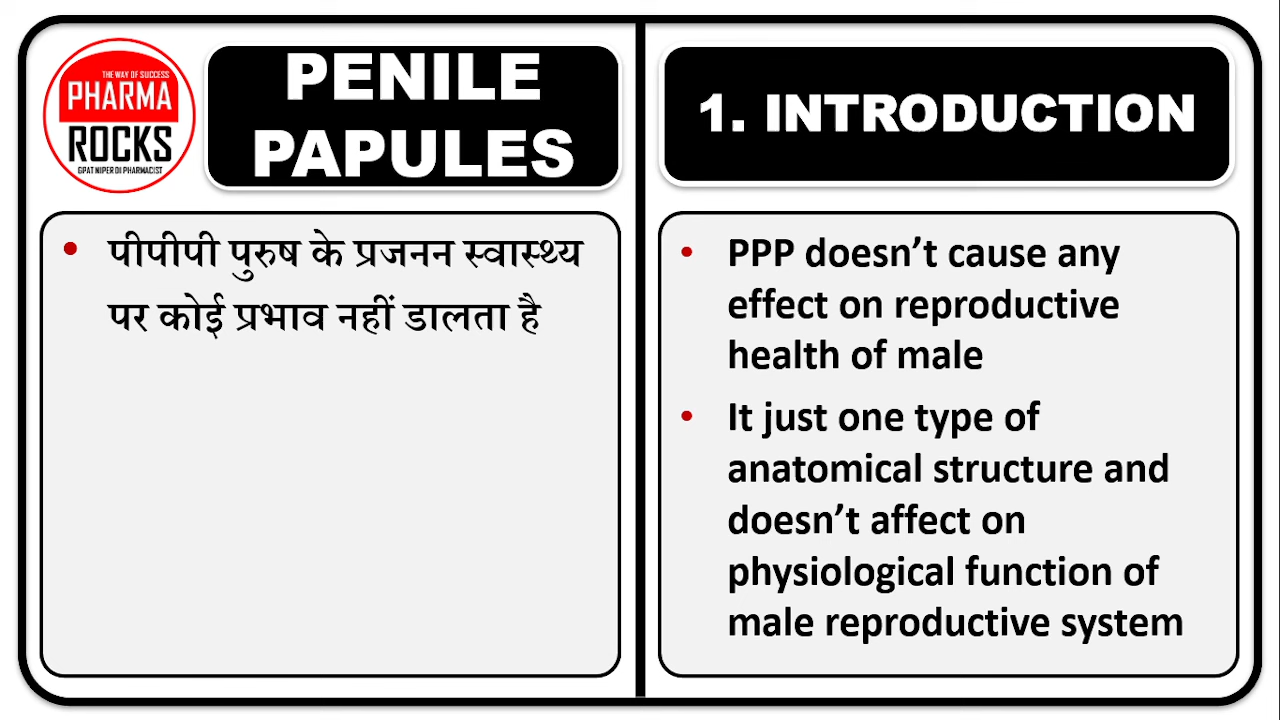 THE WAY OF SUCCESS
PHARMA
ROCKS
GPAT NIPER DI PHARMACIST
PENILE
PAPULES
• पीपीपी पुरुष के प्रजनन स्वास्थ्य
पर कोई प्रभाव नहीं डालता है
1. INTRODUCTION
• PPP doesn’t cause any
effect on reproductive
health of male
• It just one type of
anatomical structure and
doesn’t affect on
physiological function of
male reproductive system